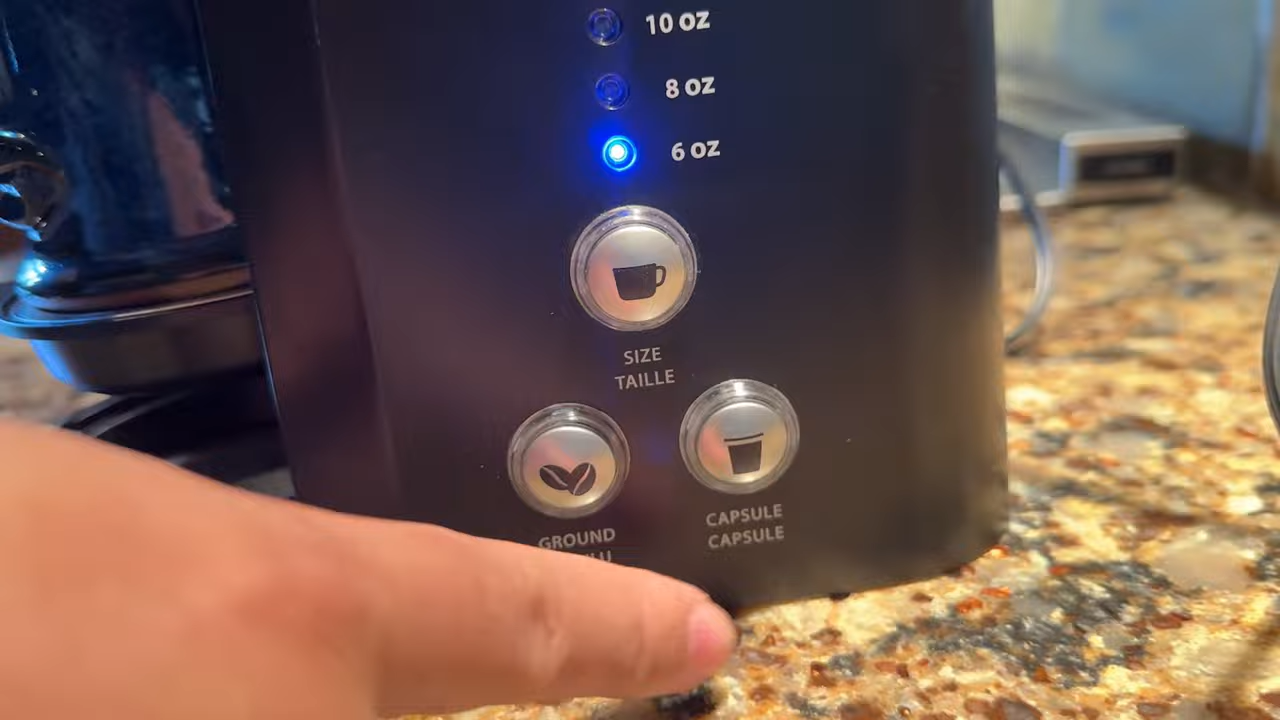 10 OZ
8 OZ
6 OZ
SIZE
TAILLE
GROUND
CAPSULE
CAPSULE